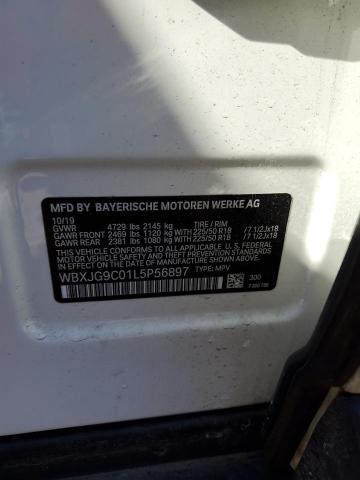 MFD BY BAYERISCHE MOTOREN WERKE AG
10/19
GVWR 4729 lbs 2145 kg TIRE / RIM
GAWR FRONT 2469 lbs 1120 kg WITH 225/50 R18 /7 1/2Jx18
GAWR REAR 2381 lbs 1080 kg WITH 225/50 R18 /7 1/2Jx18
THIS VEHICLE CONFORMS TO ALL APPLICABLE U.S. FEDERAL
MOTOR VEHICLE SAFETY, BUMPER, AND THEFT PREVENTION
STANDARDS IN EFFECT ON THE DATE OF MANUFACTURE SHOWN
ABOVE.
WBXJG9C01L5P56897 TYPE: MPV
300